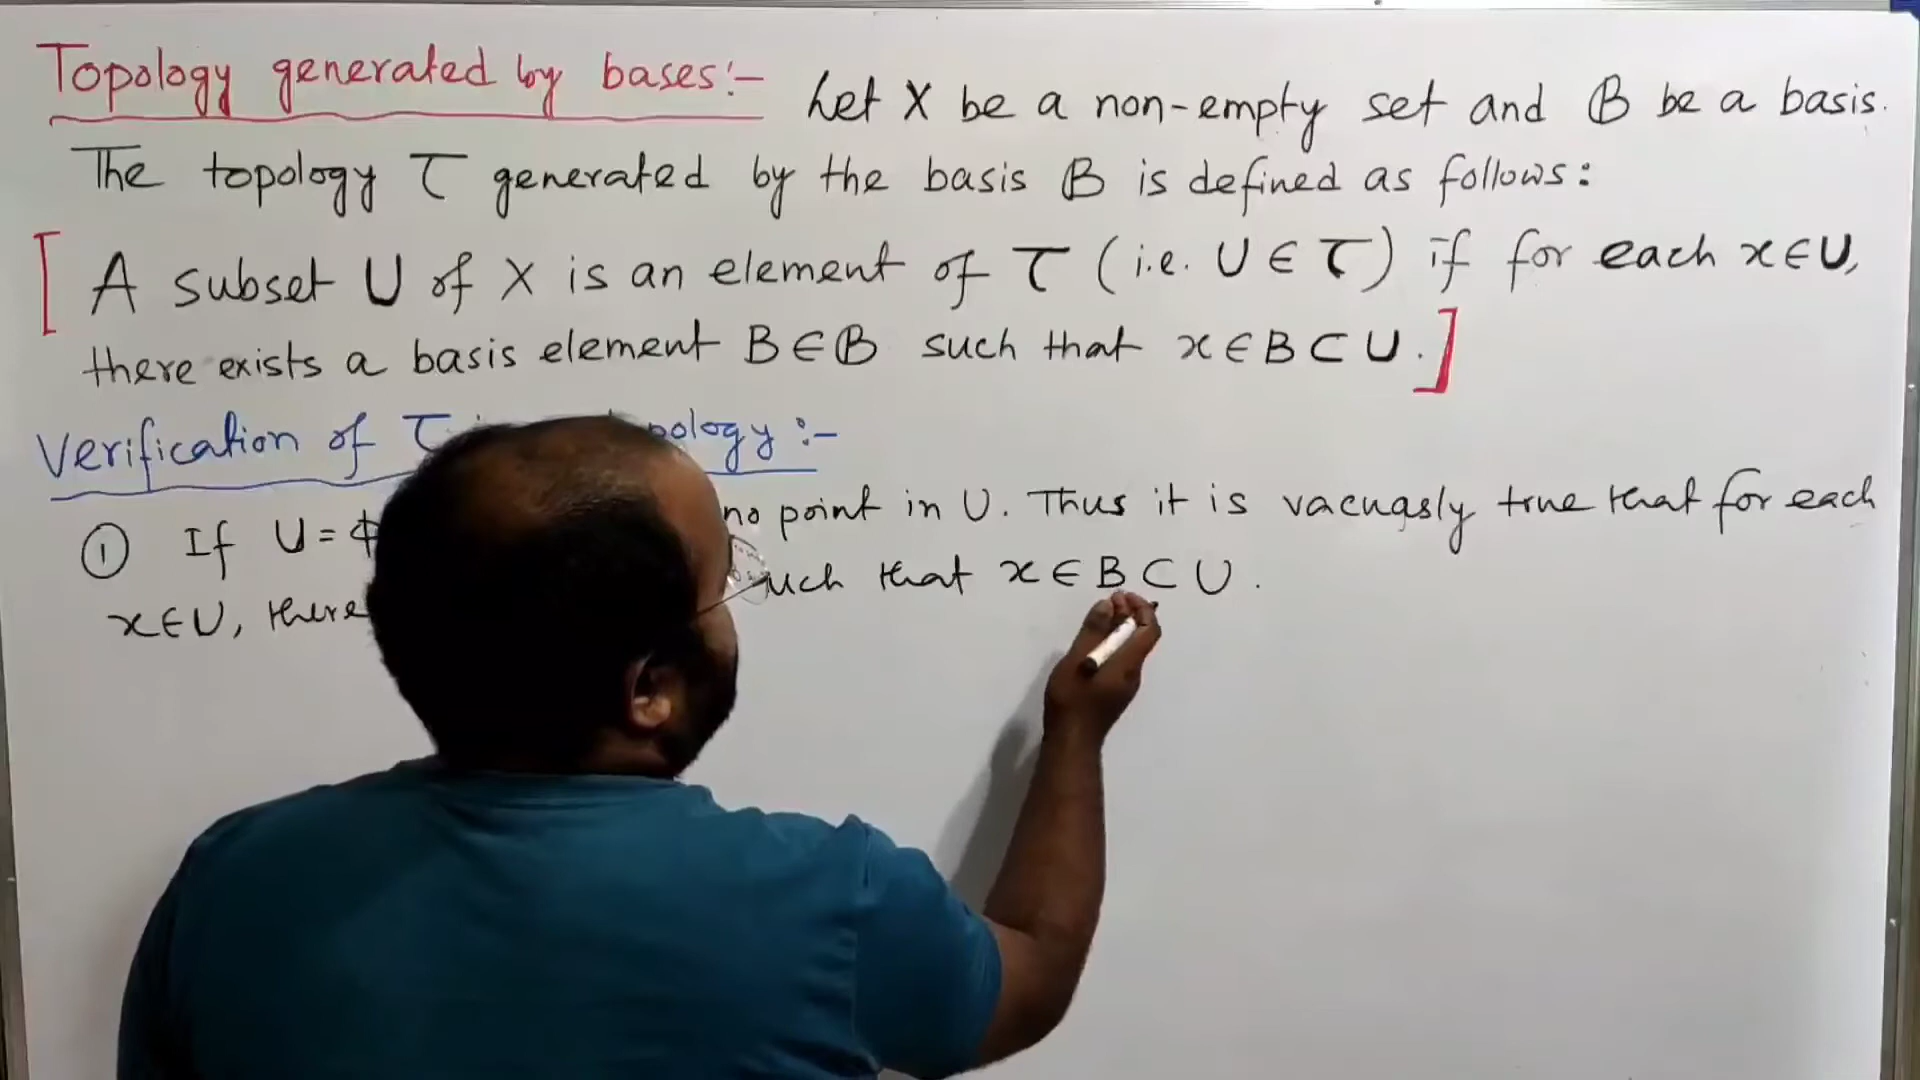 Topology generated by bases:- Let X be a non-empty set and 𝔹 be a basis.
The topology τ generated by the basis 𝔹 is defined as follows:
[ A subset U of X is an element of τ (i.e. U ∈ τ) if for each x ∈ U,
there exists a basis element B ∈ 𝔹 such that x ∈ B ⊂ U. ]
Verification of τ pology :-
① If U = ϕ no point in U. Thus it is vacuasly true that for each
x ∈ U, there uch that x ∈ B ⊂ U.